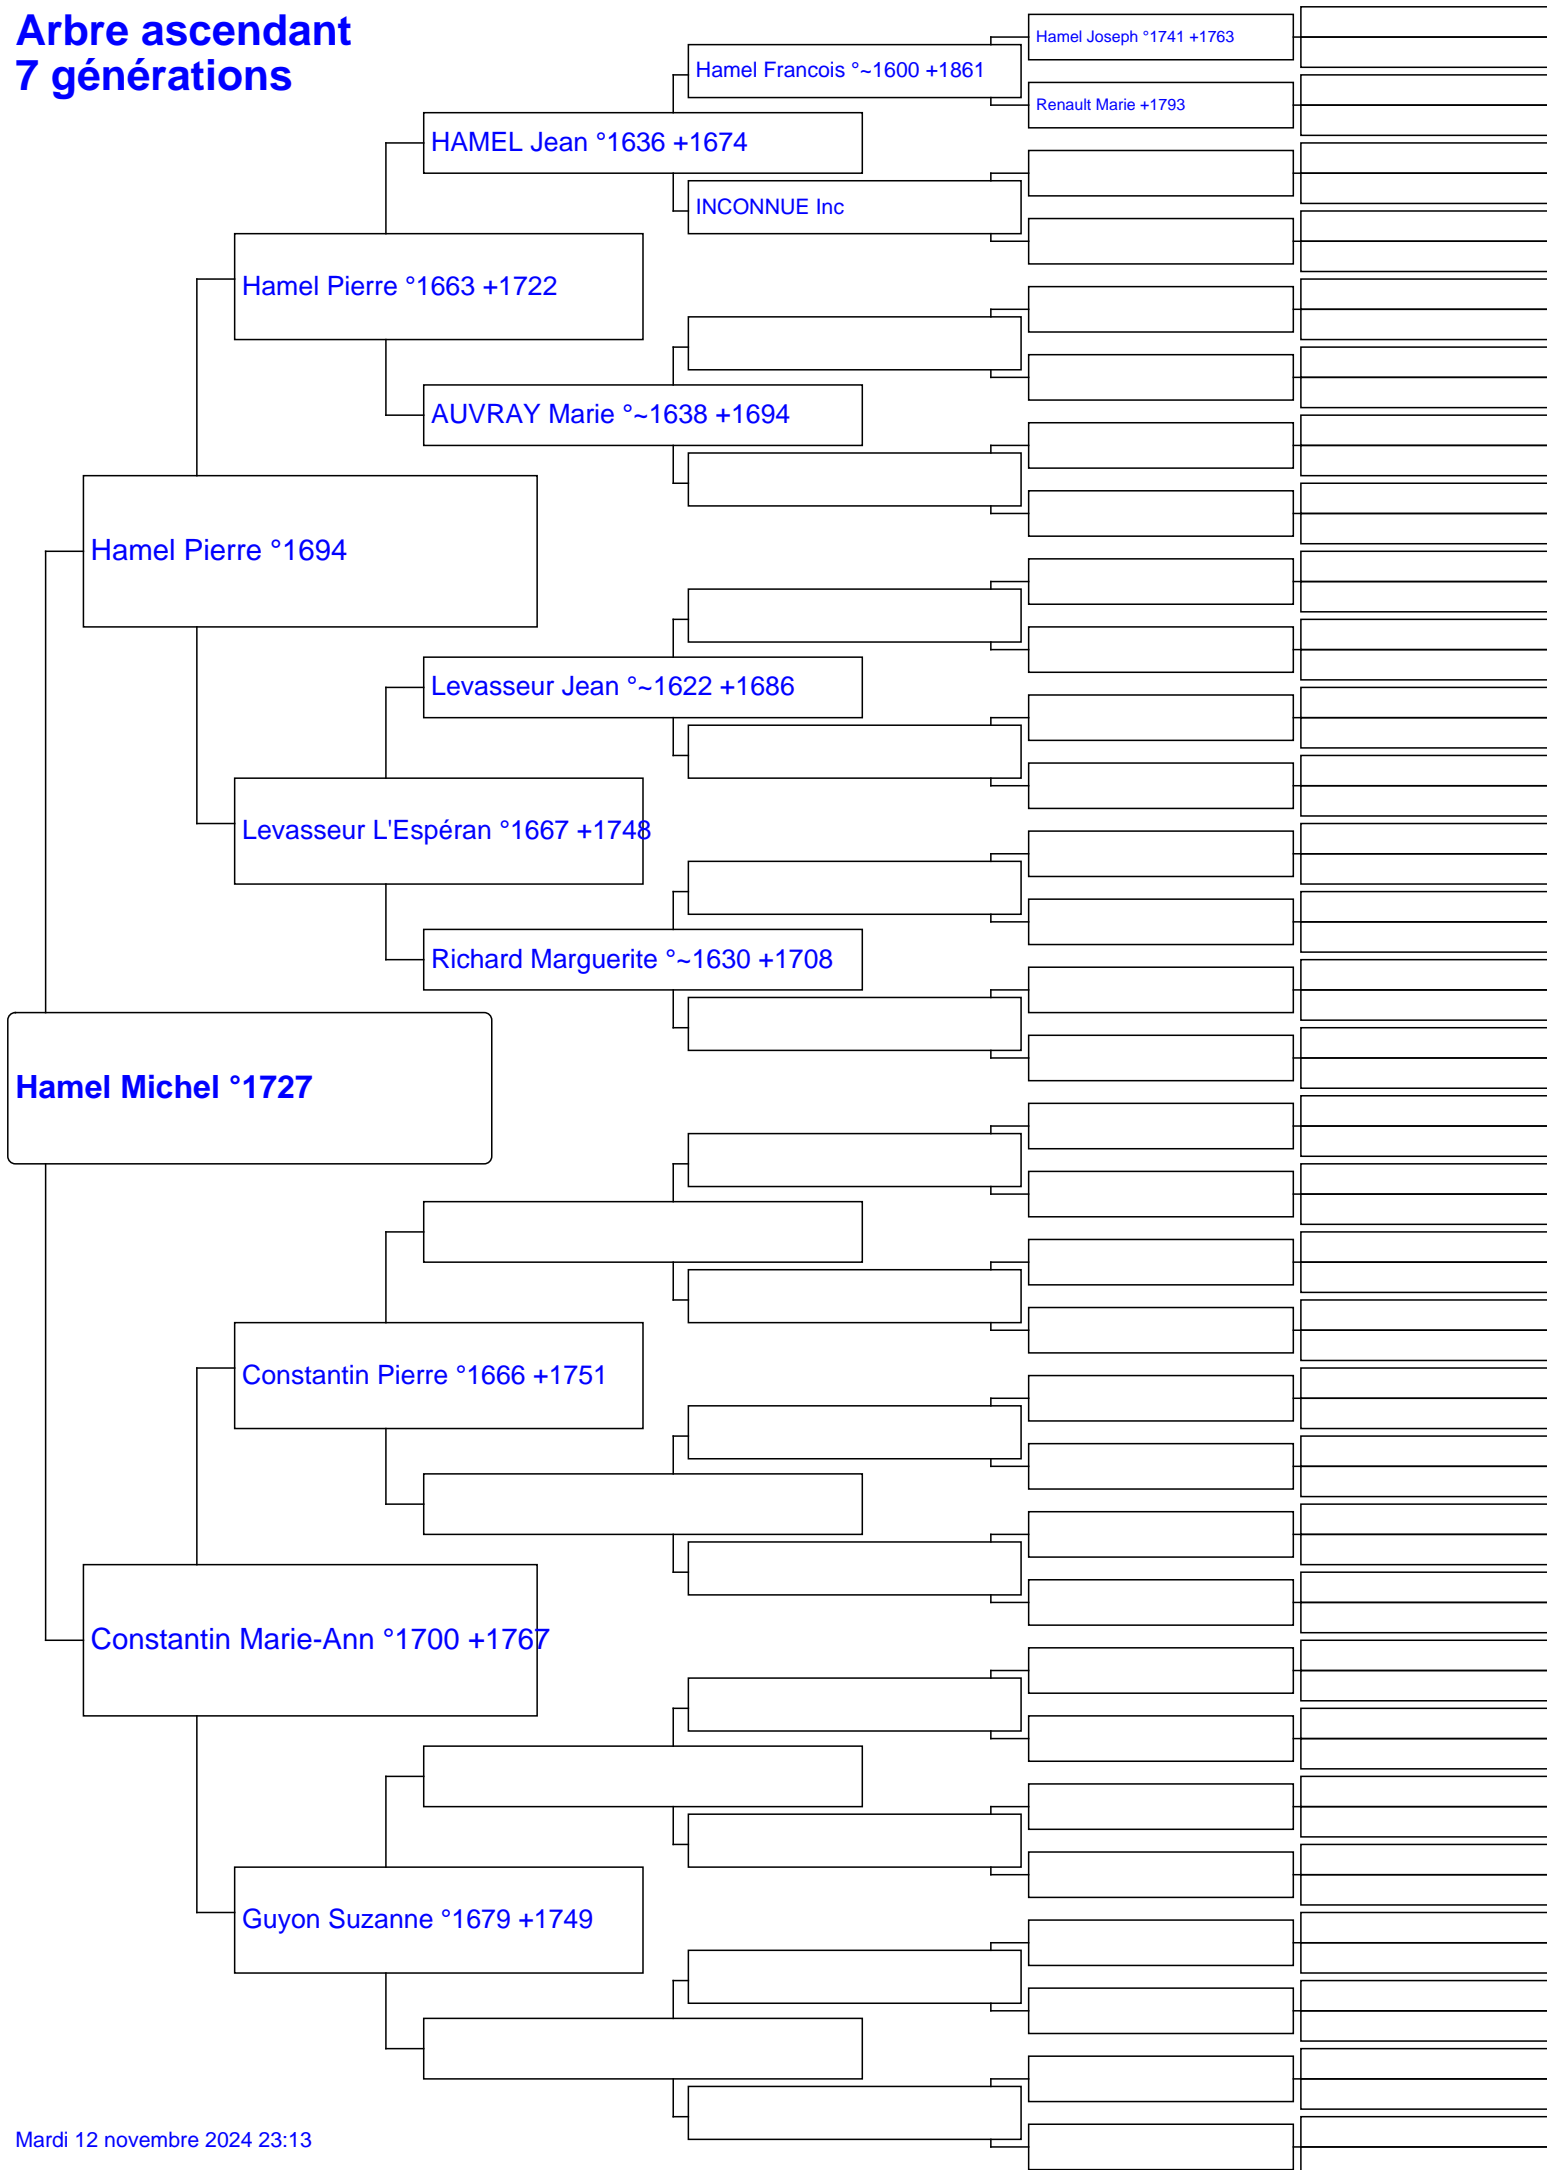 Arbre ascendant
7 générations
Hamel Joseph °1741 +1763
Hamel Francois °~1600 +1861
Renault Marie +1793
HAMEL Jean °1636 +1674
INCONNUE Inc
Hamel Pierre °1663 +1722
AUVRAY Marie °~1638 +1694
Hamel Pierre °1694
Levasseur Jean °~1622 +1686
Levasseur L'Espéran °1667 +1748
Richard Marguerite °~1630 +1708
Hamel Michel °1727
Constantin Pierre °1666 +1751
Constantin Marie-Ann °1700 +1767
Guyon Suzanne °1679 +1749
Mardi 12 novembre 2024 23:13